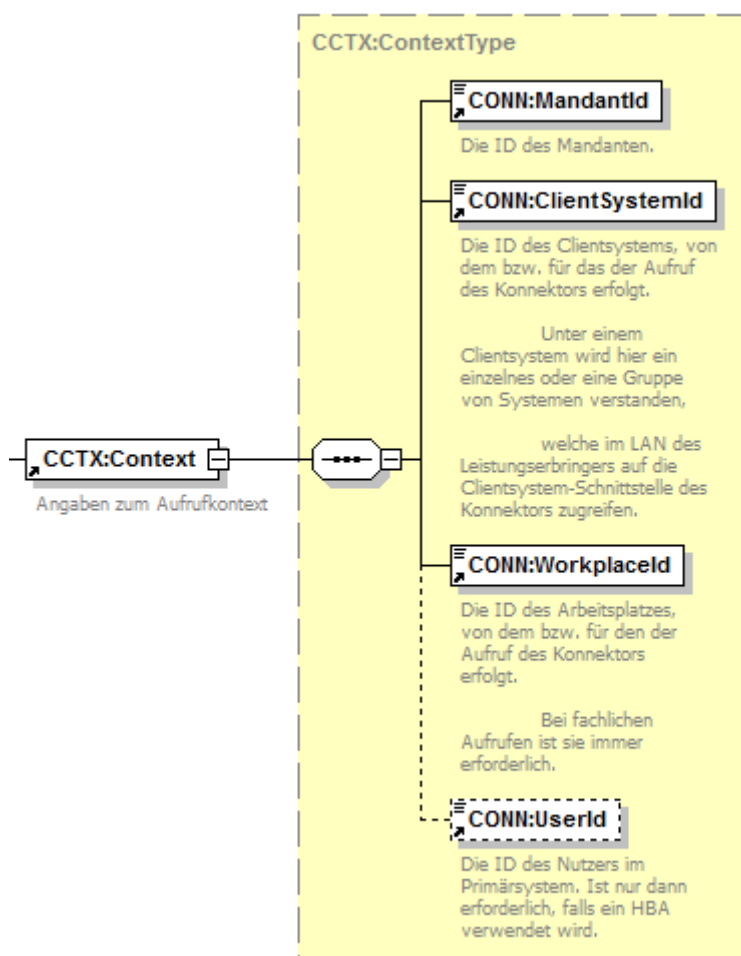 CCTX:ContextType
CONN:MandantId
Die ID des Mandanten.
CONN:ClientSystemId
Die ID des Clientsystems, von
dem bzw. für das der Aufruf
des Konnektors erfolgt.
Unter einem
Clientsystem wird hier ein
einzelnes oder eine Gruppe
von Systemen verstanden,
welche im LAN des
Leistungserbringers auf die
Clientsystem-Schnittstelle des
Konnektors zugreifen.
CCTX:Context
Angaben zum Aufrufkontext
CONN:WorkplaceId
Die ID des Arbeitsplatzes,
von dem bzw. für den der
Aufruf des Konnektors
erfolgt.
Bei fachlichen
Aufrufen ist sie immer
erforderlich.
CONN:UserId
Die ID des Nutzers im
Primärsystem. Ist nur dann
erforderlich, falls ein HBA
verwendet wird.